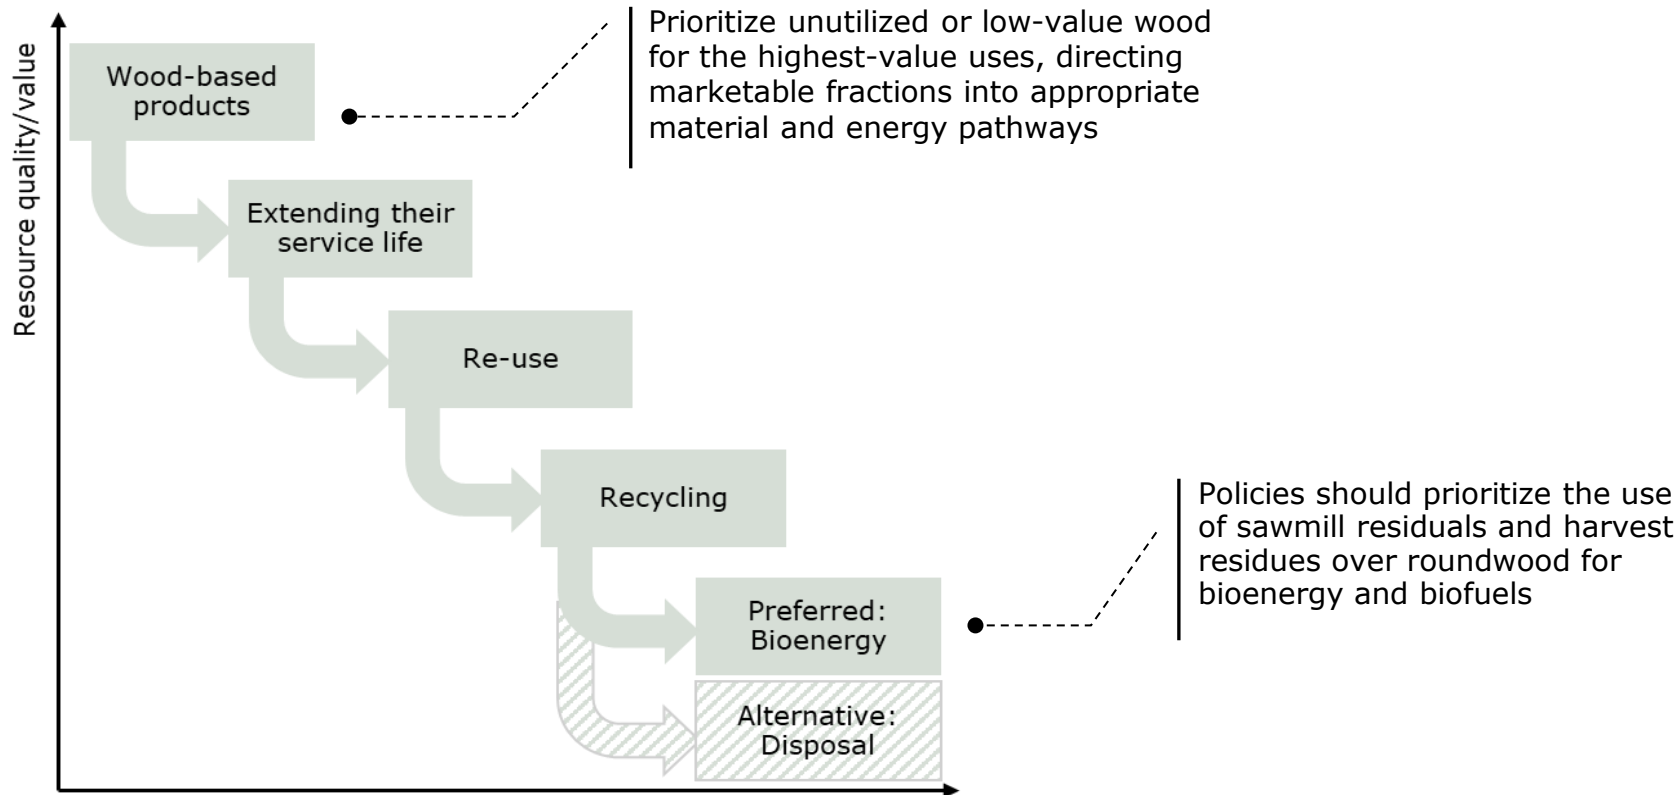 Resource quality/value
Wood-based
products
Prioritize unutilized or low-value wood
for the highest-value uses, directing
marketable fractions into appropriate
material and energy pathways
Extending their
service life
Re-use
Recycling
Policies should prioritize the use
of sawmill residuals and harvest
residues over roundwood for
bioenergy and biofuels
Preferred:
Bioenergy
Alternative:
Disposal